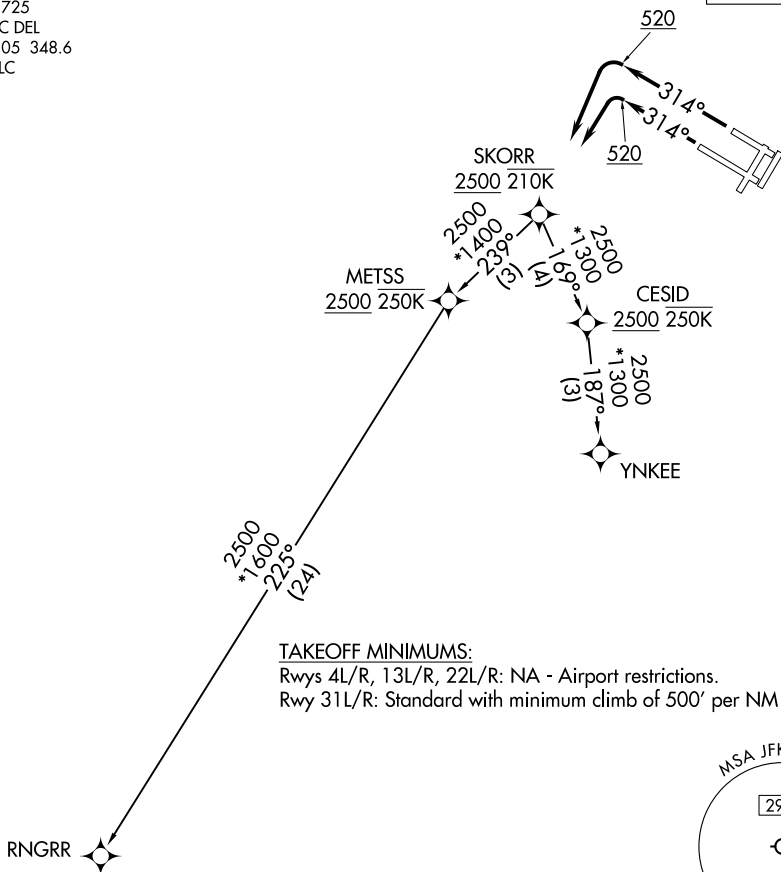 725
C DEL
05 348.6
LC
520
314°
314°
520
SKORR
2500 210K
2500
*1400
239°
(3)
2500
*1300
169°
(4)
METSS
2500 250K
CESID
2500 250K
2500
*1300
187°
(3)
YNKEE
2500
*1600
225°
(24)
TAKEOFF MINIMUMS:
Rwys 4L/R, 13L/R, 22L/R: NA - Airport restrictions.
Rwy 31L/R: Standard with minimum climb of 500' per NM
MSA JFK
29
RNGRR